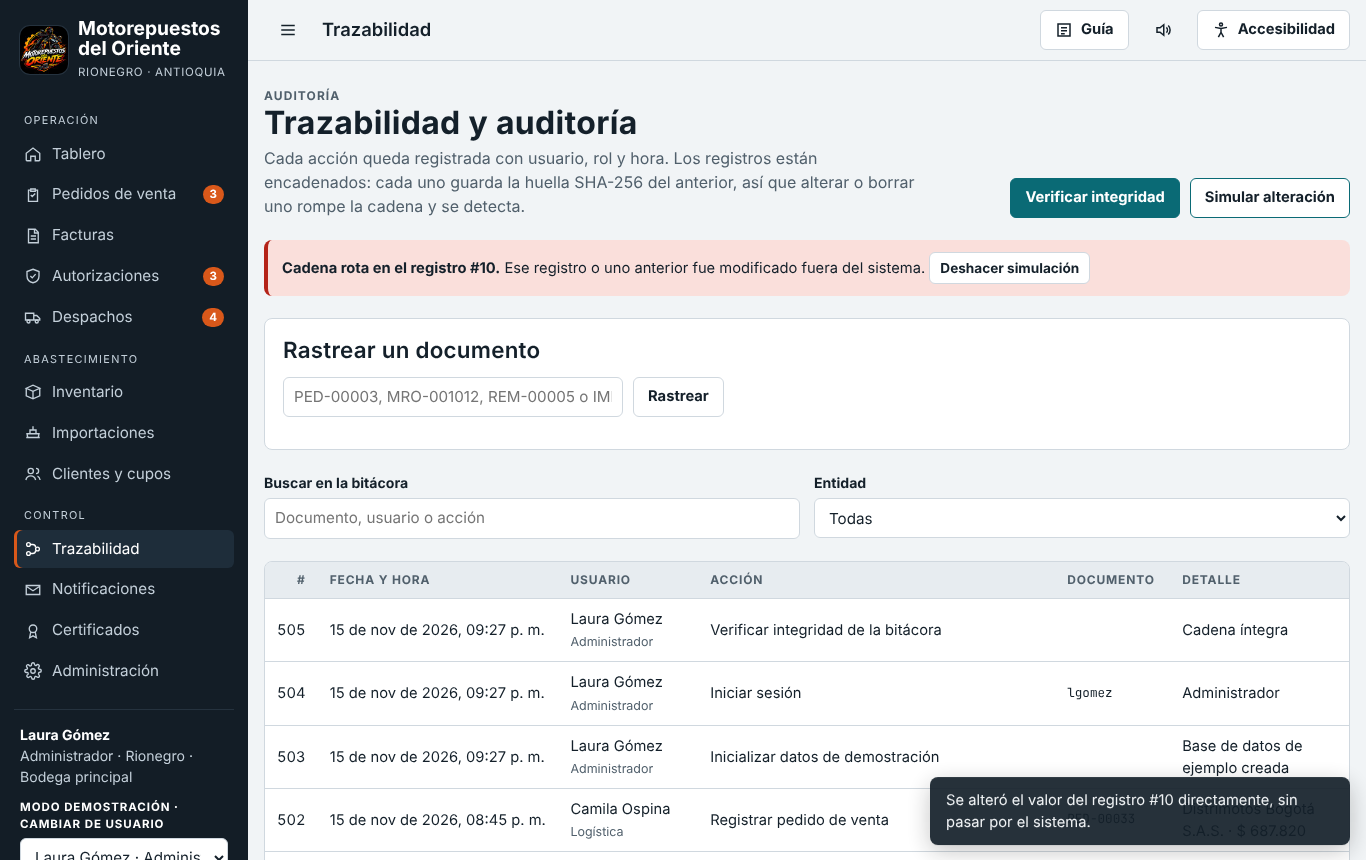 Motorepuestos
del Oriente
RIONEGRO · ANTIOQUIA
OPERACIÓN
Tablero
Pedidos de venta 3
Facturas
Autorizaciones 3
Despachos 4
ABASTECIMIENTO
Inventario
Importaciones
Clientes y cupos
CONTROL
Trazabilidad
Notificaciones
Certificados
Administración
Laura Gómez
Administrador · Rionegro ·
Bodega principal
MODO DEMOSTRACIÓN ·
CAMBIAR DE USUARIO
Laura Gómez · Adminis
Trazabilidad
Guía
Accesibilidad
AUDITORÍA
Trazabilidad y auditoría
Cada acción queda registrada con usuario, rol y hora. Los registros están
encadenados: cada uno guarda la huella SHA-256 del anterior, así que alterar o borrar
uno rompe la cadena y se detecta.
Verificar integridad
Simular alteración
Cadena rota en el registro #10. Ese registro o uno anterior fue modificado fuera del sistema. Deshacer simulación
Rastrear un documento
PED-00003, MRO-001012, REM-00005 o IM
Rastrear
Buscar en la bitácora
Documento, usuario o acción
Entidad
Todas
# FECHA Y HORA USUARIO ACCIÓN DOCUMENTO DETALLE
505 15 de nov de 2026, 09:27 p. m. Laura Gómez Administrador Verificar integridad de la bitácora Cadena íntegra
504 15 de nov de 2026, 09:27 p. m. Laura Gómez Administrador Iniciar sesión lgomez Administrador
503 15 de nov de 2026, 09:27 p. m. Laura Gómez Administrador Inicializar datos de demostración Base de datos de
ejemplo creada
502 15 de nov de 2026, 08:45 p. m. Camila Ospina Logística Registrar pedido de venta
Distrimotos Bogotá
S.A.S. · $ 687.820
Se alteró el valor del registro #10 directamente, sin
pasar por el sistema.